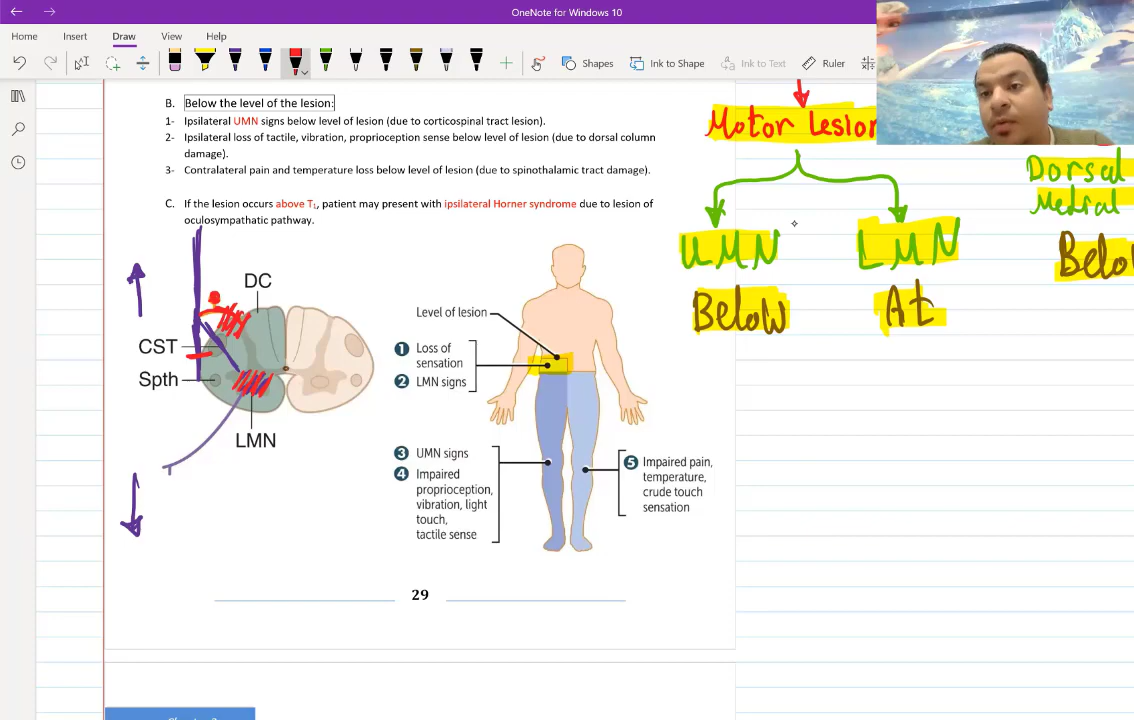 OneNote for Windows 10
Home
Insert
Draw
View
Help
Shapes
Ink to Shape
Ink to Text
Ruler
B. Below the level of the lesion:
1- Ipsilateral UMN signs below level of lesion (due to corticospinal tract lesion).
2- Ipsilateral loss of tactile, vibration, proprioception sense below level of lesion (due to dorsal column
damage).
3- Contralateral pain and temperature loss below level of lesion (due to spinothalamic tract damage).
C. If the lesion occurs above T1, patient may present with ipsilateral Horner syndrome due to lesion of
oculosympathic pathway.
DC
CST
Spth
LMN
Level of lesion
1 Loss of
sensation
2 LMN signs
3 UMN signs
4 Impaired
proprioception,
vibration, light
touch,
tactile sense
5 Impaired pain,
temperature,
crude touch
sensation
29
Motor Lesion
UMN
Below
LMN
At
Dorsal
Medial
Belo